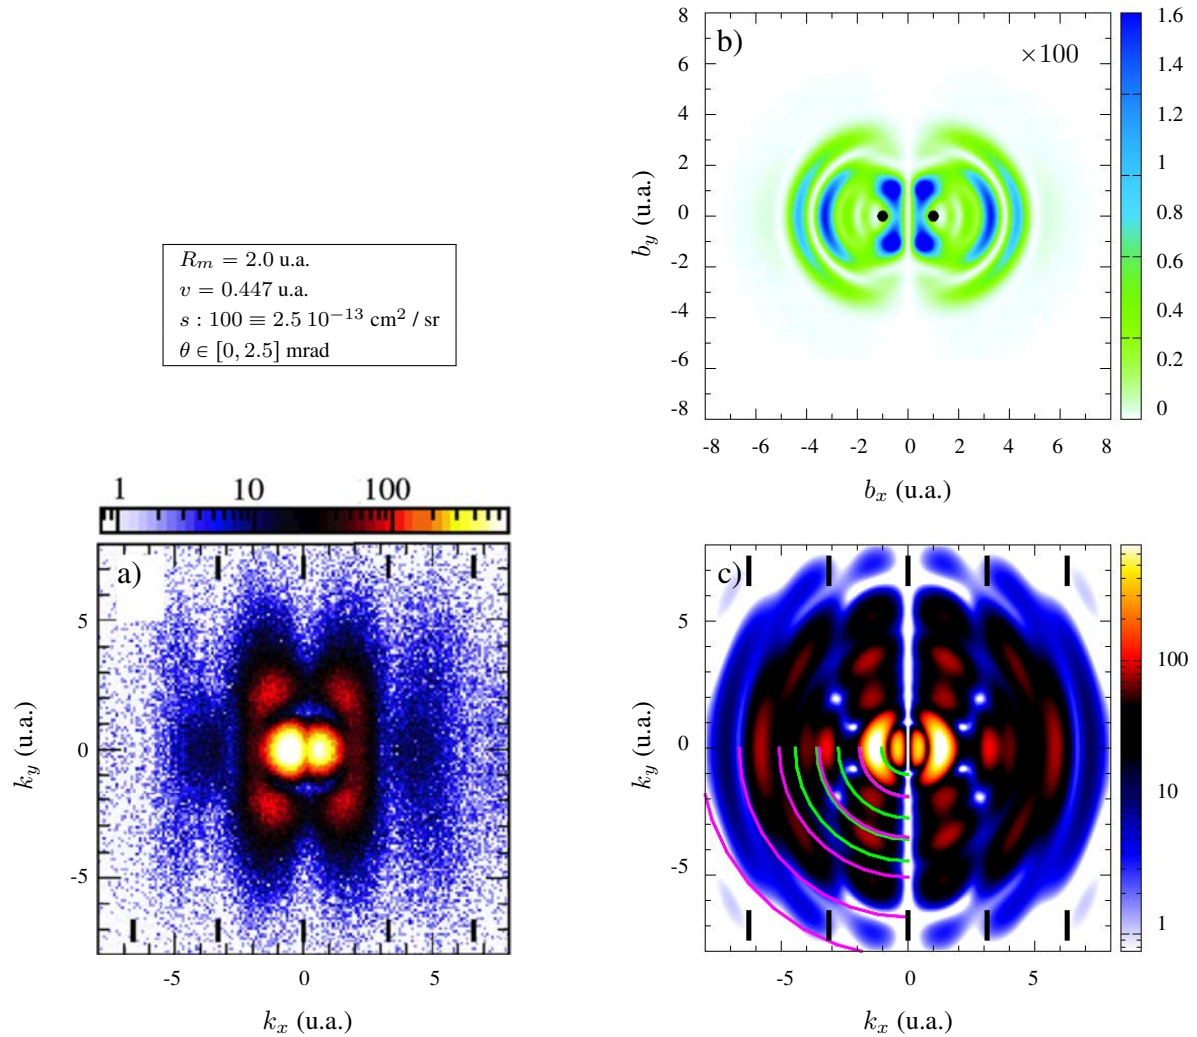 b)
×100
8
6
4
2
0
-2
-4
-6
-8
b_y (u.a.)
-8 -6 -4 -2 0 2 4 6 8
b_x (u.a.)
1.6
1.4
1.2
1
0.8
0.6
0.4
0.2
0
R_m = 2.0 u.a.
v = 0.447 u.a.
s : 100 ≡ 2.5 10^{-13} cm^2 / sr
θ ∈ [0, 2.5] mrad
1 10 100
a)
5
0
-5
k_y (u.a.)
-5 0 5
k_x (u.a.)
c)
5
0
-5
k_y (u.a.)
-5 0 5
k_x (u.a.)
100
10
1